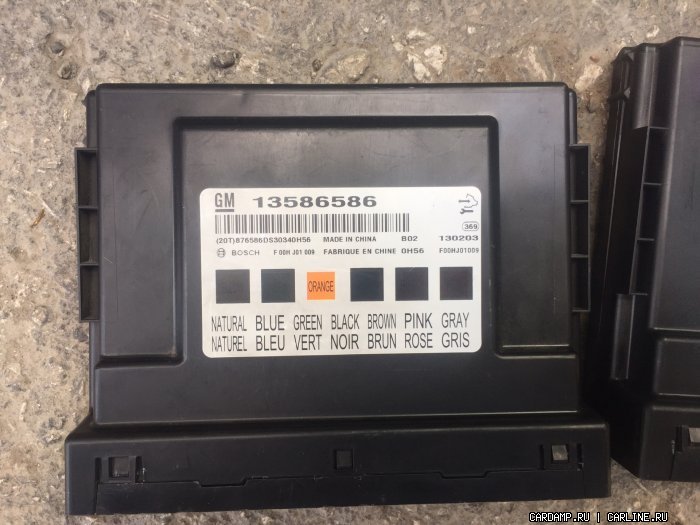 GM 13586586
369
(20T)876586DS30340H56 MADE IN CHINA B02 130203
BOSCH F 00H J01 009 FABRIQUE EN CHINE 0H56 F00HJ01009
ORANGE
NATURAL BLUE GREEN BLACK BROWN PINK GRAY
NATUREL BLEU VERT NOIR BRUN ROSE GRIS
CARDAMP.RU | CARLINE.RU